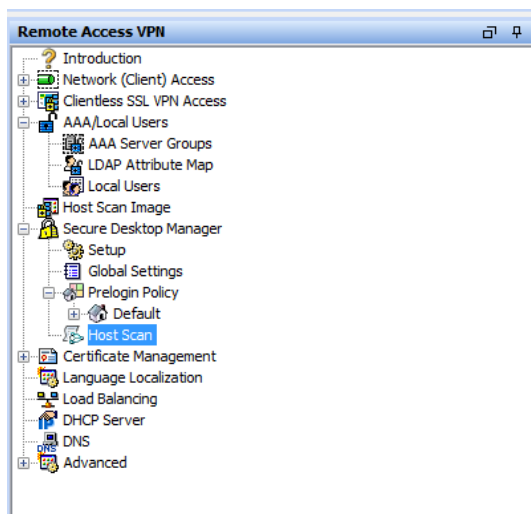 Remote Access VPN
Introduction
Network (Client) Access
Clientless SSL VPN Access
AAA/Local Users
AAA Server Groups
LDAP Attribute Map
Local Users
Host Scan Image
Secure Desktop Manager
Setup
Global Settings
Prelogin Policy
Default
Host Scan
Certificate Management
Language Localization
Load Balancing
DHCP Server
DNS
DNS
Advanced